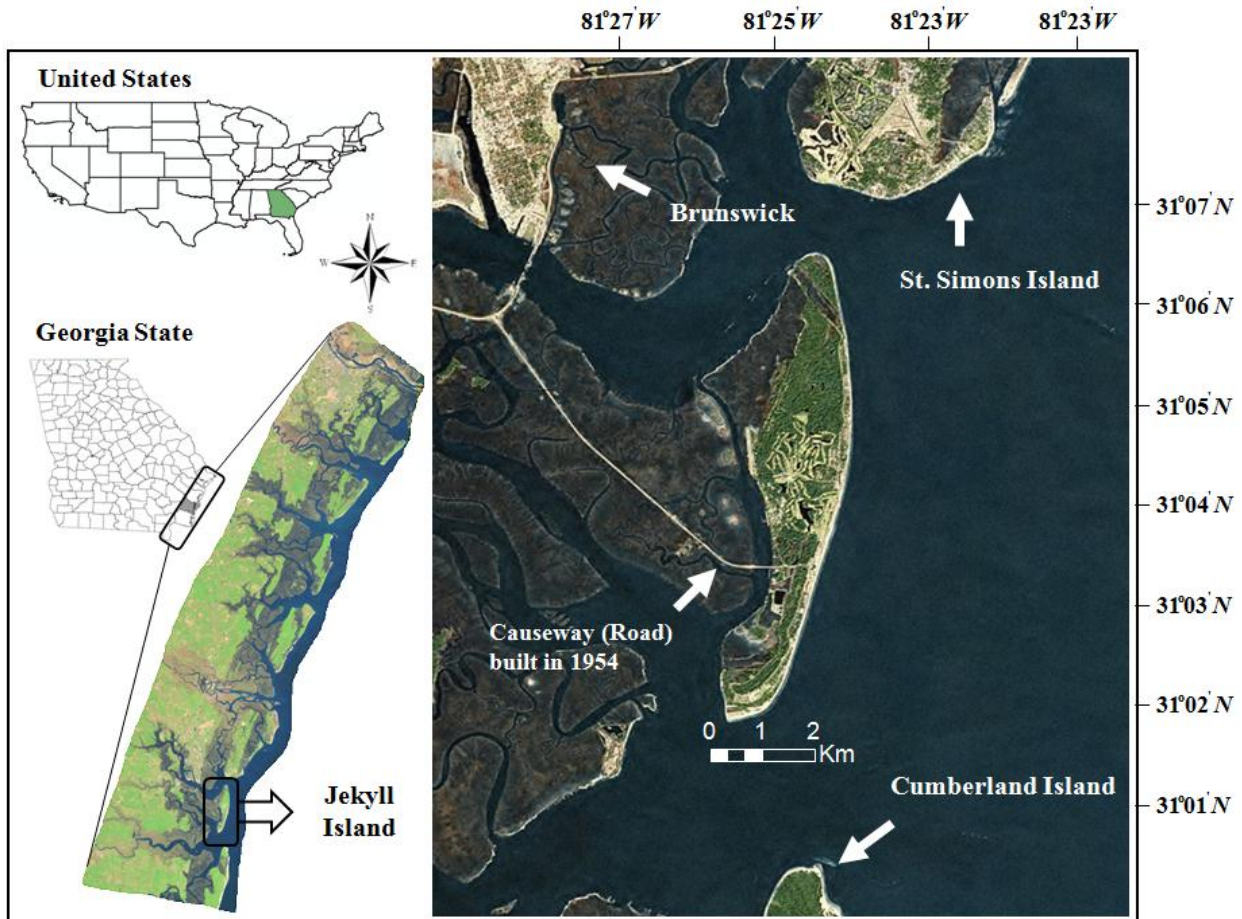 81°27'W 81°25'W 81°23'W 81°23'W
United States
N
W E
S
Georgia State
Jekyll
Island
Brunswick
St. Simons Island
Causeway (Road)
built in 1954
0 1 2
Km
Cumberland Island
31°07'N
31°06'N
31°05'N
31°04'N
31°03'N
31°02'N
31°01'N